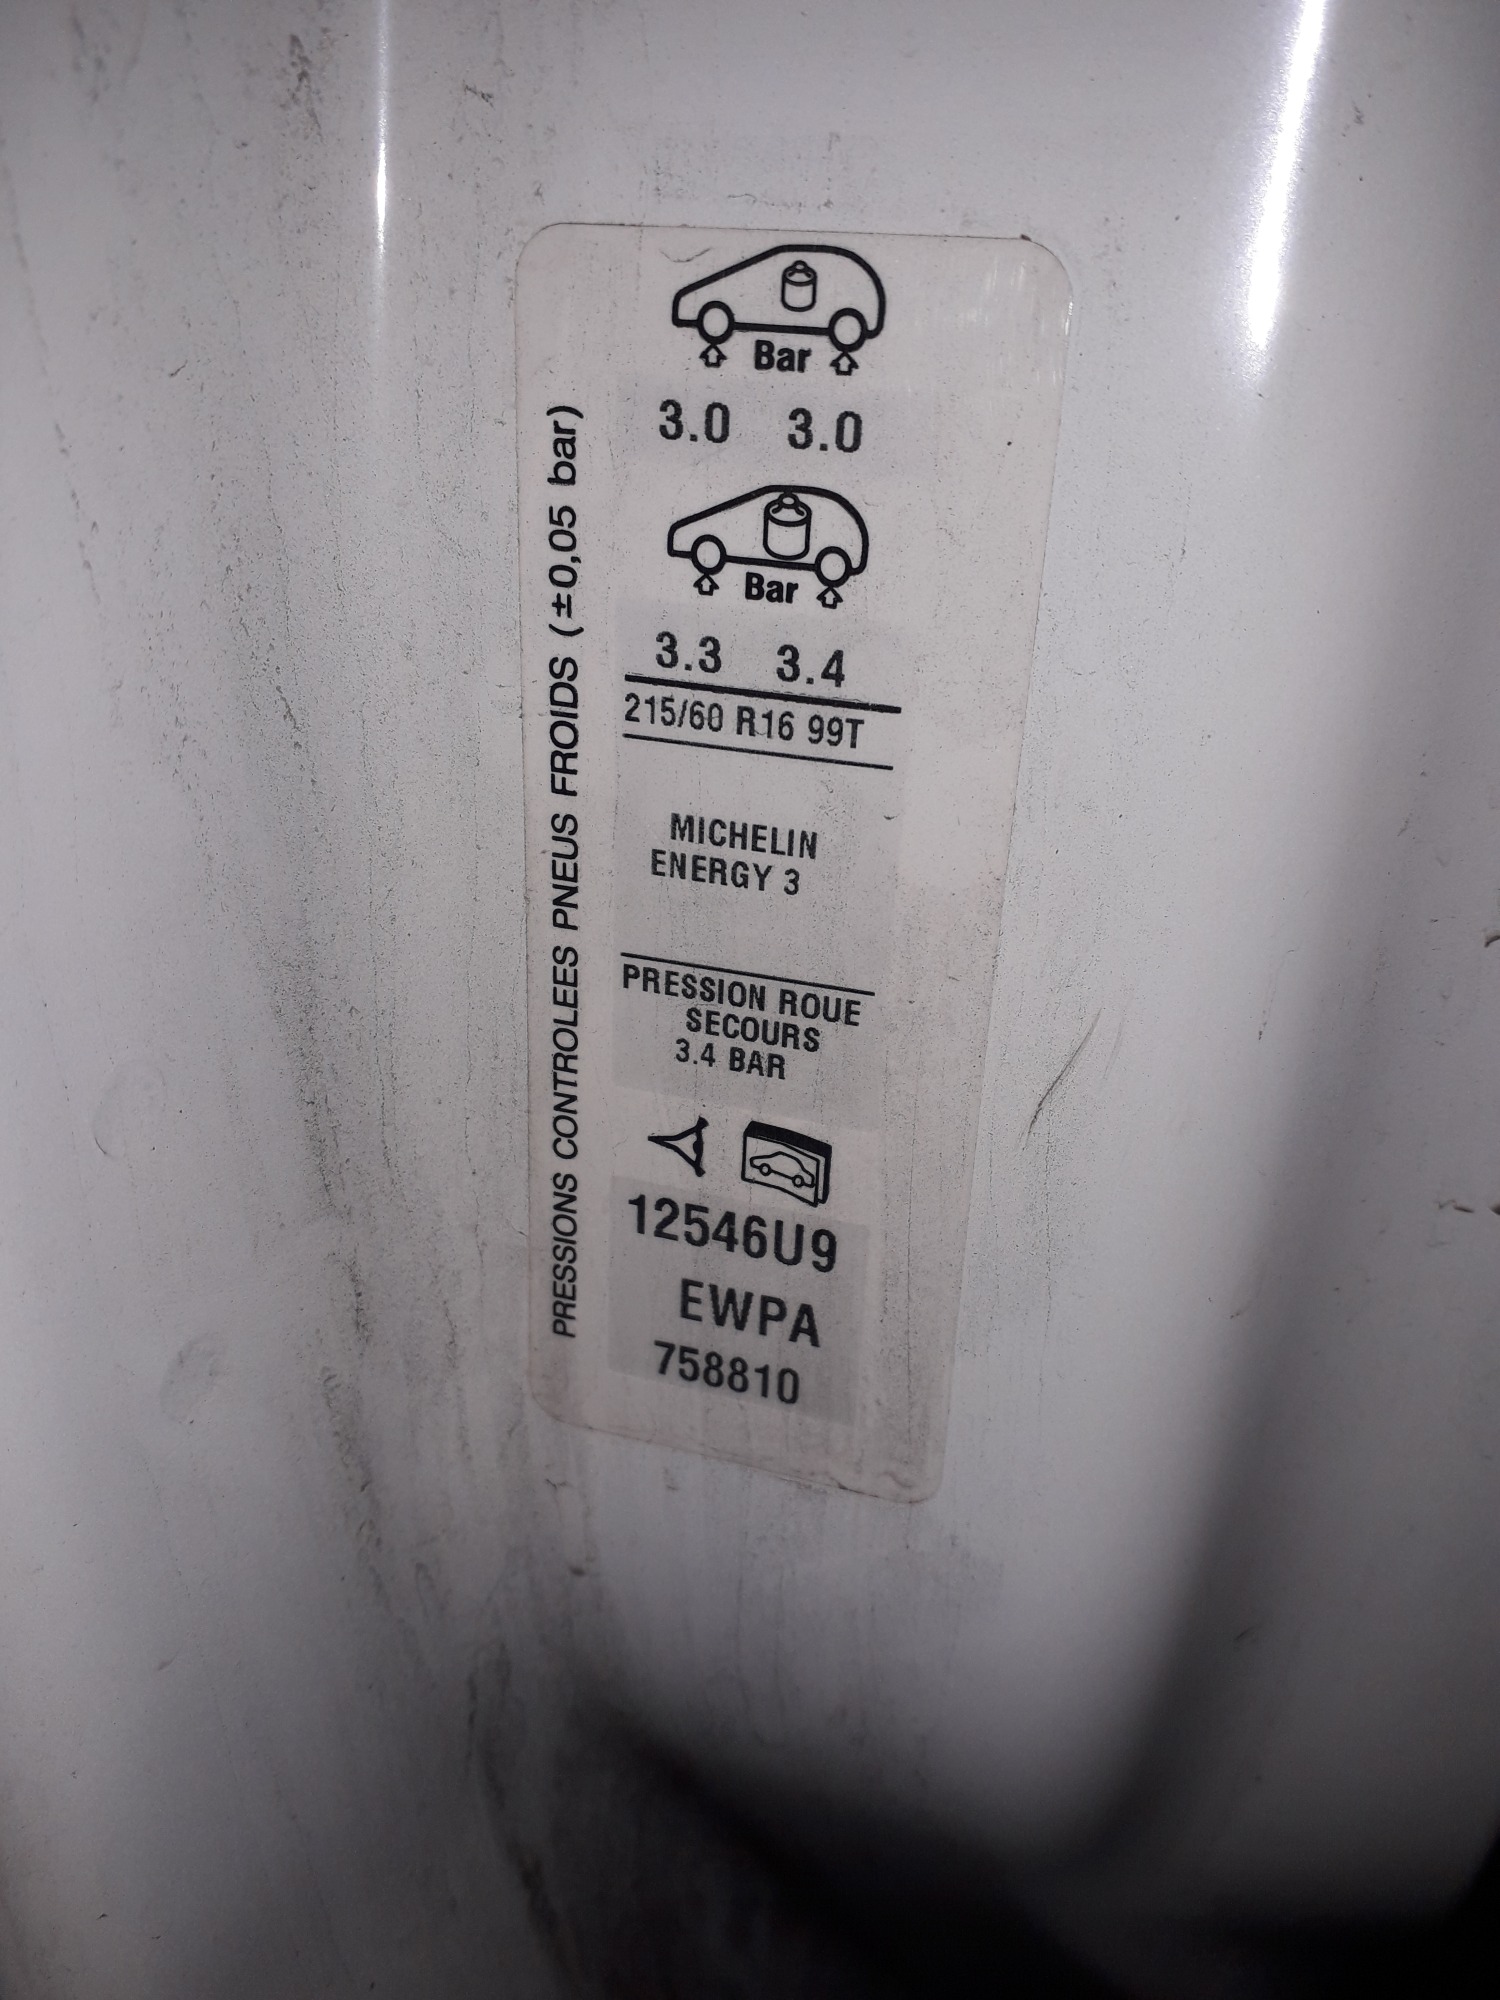 PRESSIONS CONTROLEES PNEUS FROIDS (±0,05 bar)
Bar
3.0 3.0
Bar
3.3 3.4
215/60 R16 99T
MICHELIN
ENERGY 3
PRESSION ROUE
SECOURS
3.4 BAR
12546U9
EWPA
758810